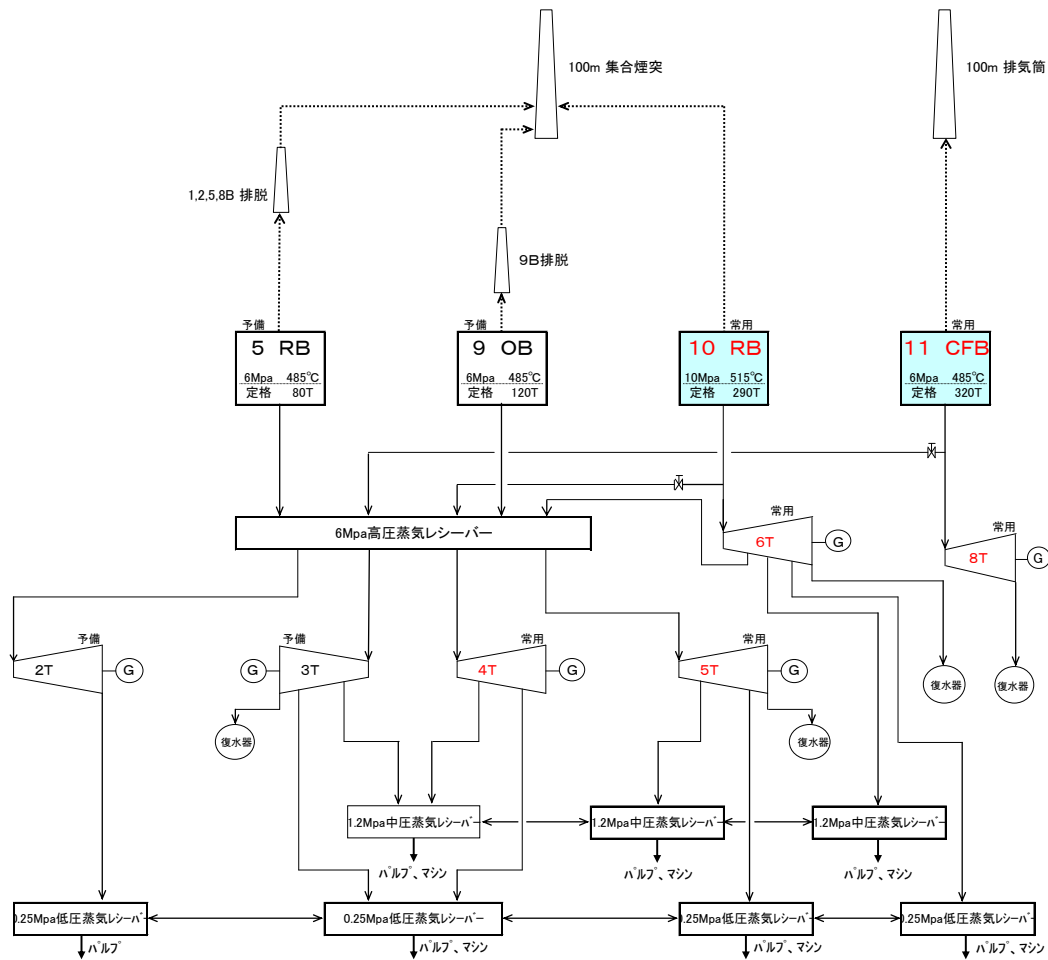 100m 集合煙突
100m 排気筒
1,2,5,8B 排脱
9B排脱
予備
5 RB
6Mpa 485℃
定格 80T
予備
9 OB
6Mpa 485℃
定格 120T
常用
10 RB
10Mpa 515℃
定格 290T
常用
11 CFB
6Mpa 485℃
定格 320T
6Mpa高圧蒸気レシーバー
常用
6T
G
常用
8T
G
予備
2T
G
予備
G
3T
常用
4T
G
常用
5T
G
復水器
復水器
復水器
復水器
1.2Mpa中圧蒸気ﾚｼｰﾊﾞｰ
1.2Mpa中圧蒸気ﾚｼｰﾊﾞｰ
1.2Mpa中圧蒸気ﾚｼｰﾊﾞｰ
ﾊﾟﾙﾌﾟ、ﾏｼﾝ
ﾊﾟﾙﾌﾟ、ﾏｼﾝ
ﾊﾟﾙﾌﾟ、ﾏｼﾝ
0.25Mpa低圧蒸気ﾚｼｰﾊﾞｰ
0.25Mpa低圧蒸気ﾚｼｰﾊﾞｰ
0.25Mpa低圧蒸気ﾚｼｰﾊﾞｰ
0.25Mpa低圧蒸気ﾚｼｰﾊﾞｰ
ﾊﾟﾙﾌﾟ
ﾊﾟﾙﾌﾟ、ﾏｼﾝ
ﾊﾟﾙﾌﾟ、ﾏｼﾝ
ﾊﾟﾙﾌﾟ、ﾏｼﾝ